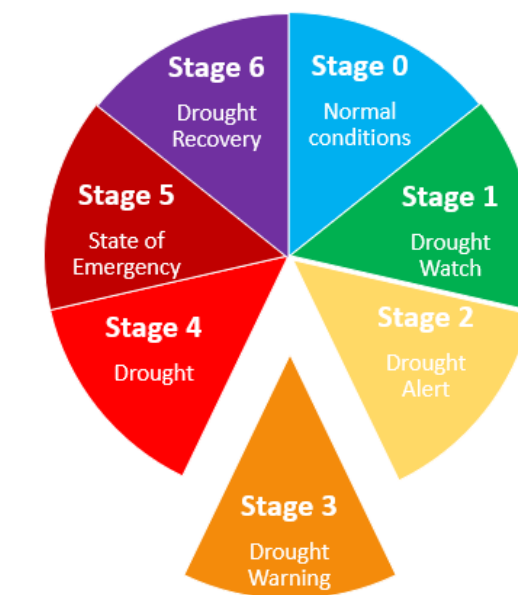 Stage 0
Normal
conditions
Stage 1
Drought
Watch
Stage 2
Drought
Alert
Stage 3
Drought
Warning
Stage 4
Drought
Stage 5
State of
Emergency
Stage 6
Drought
Recovery